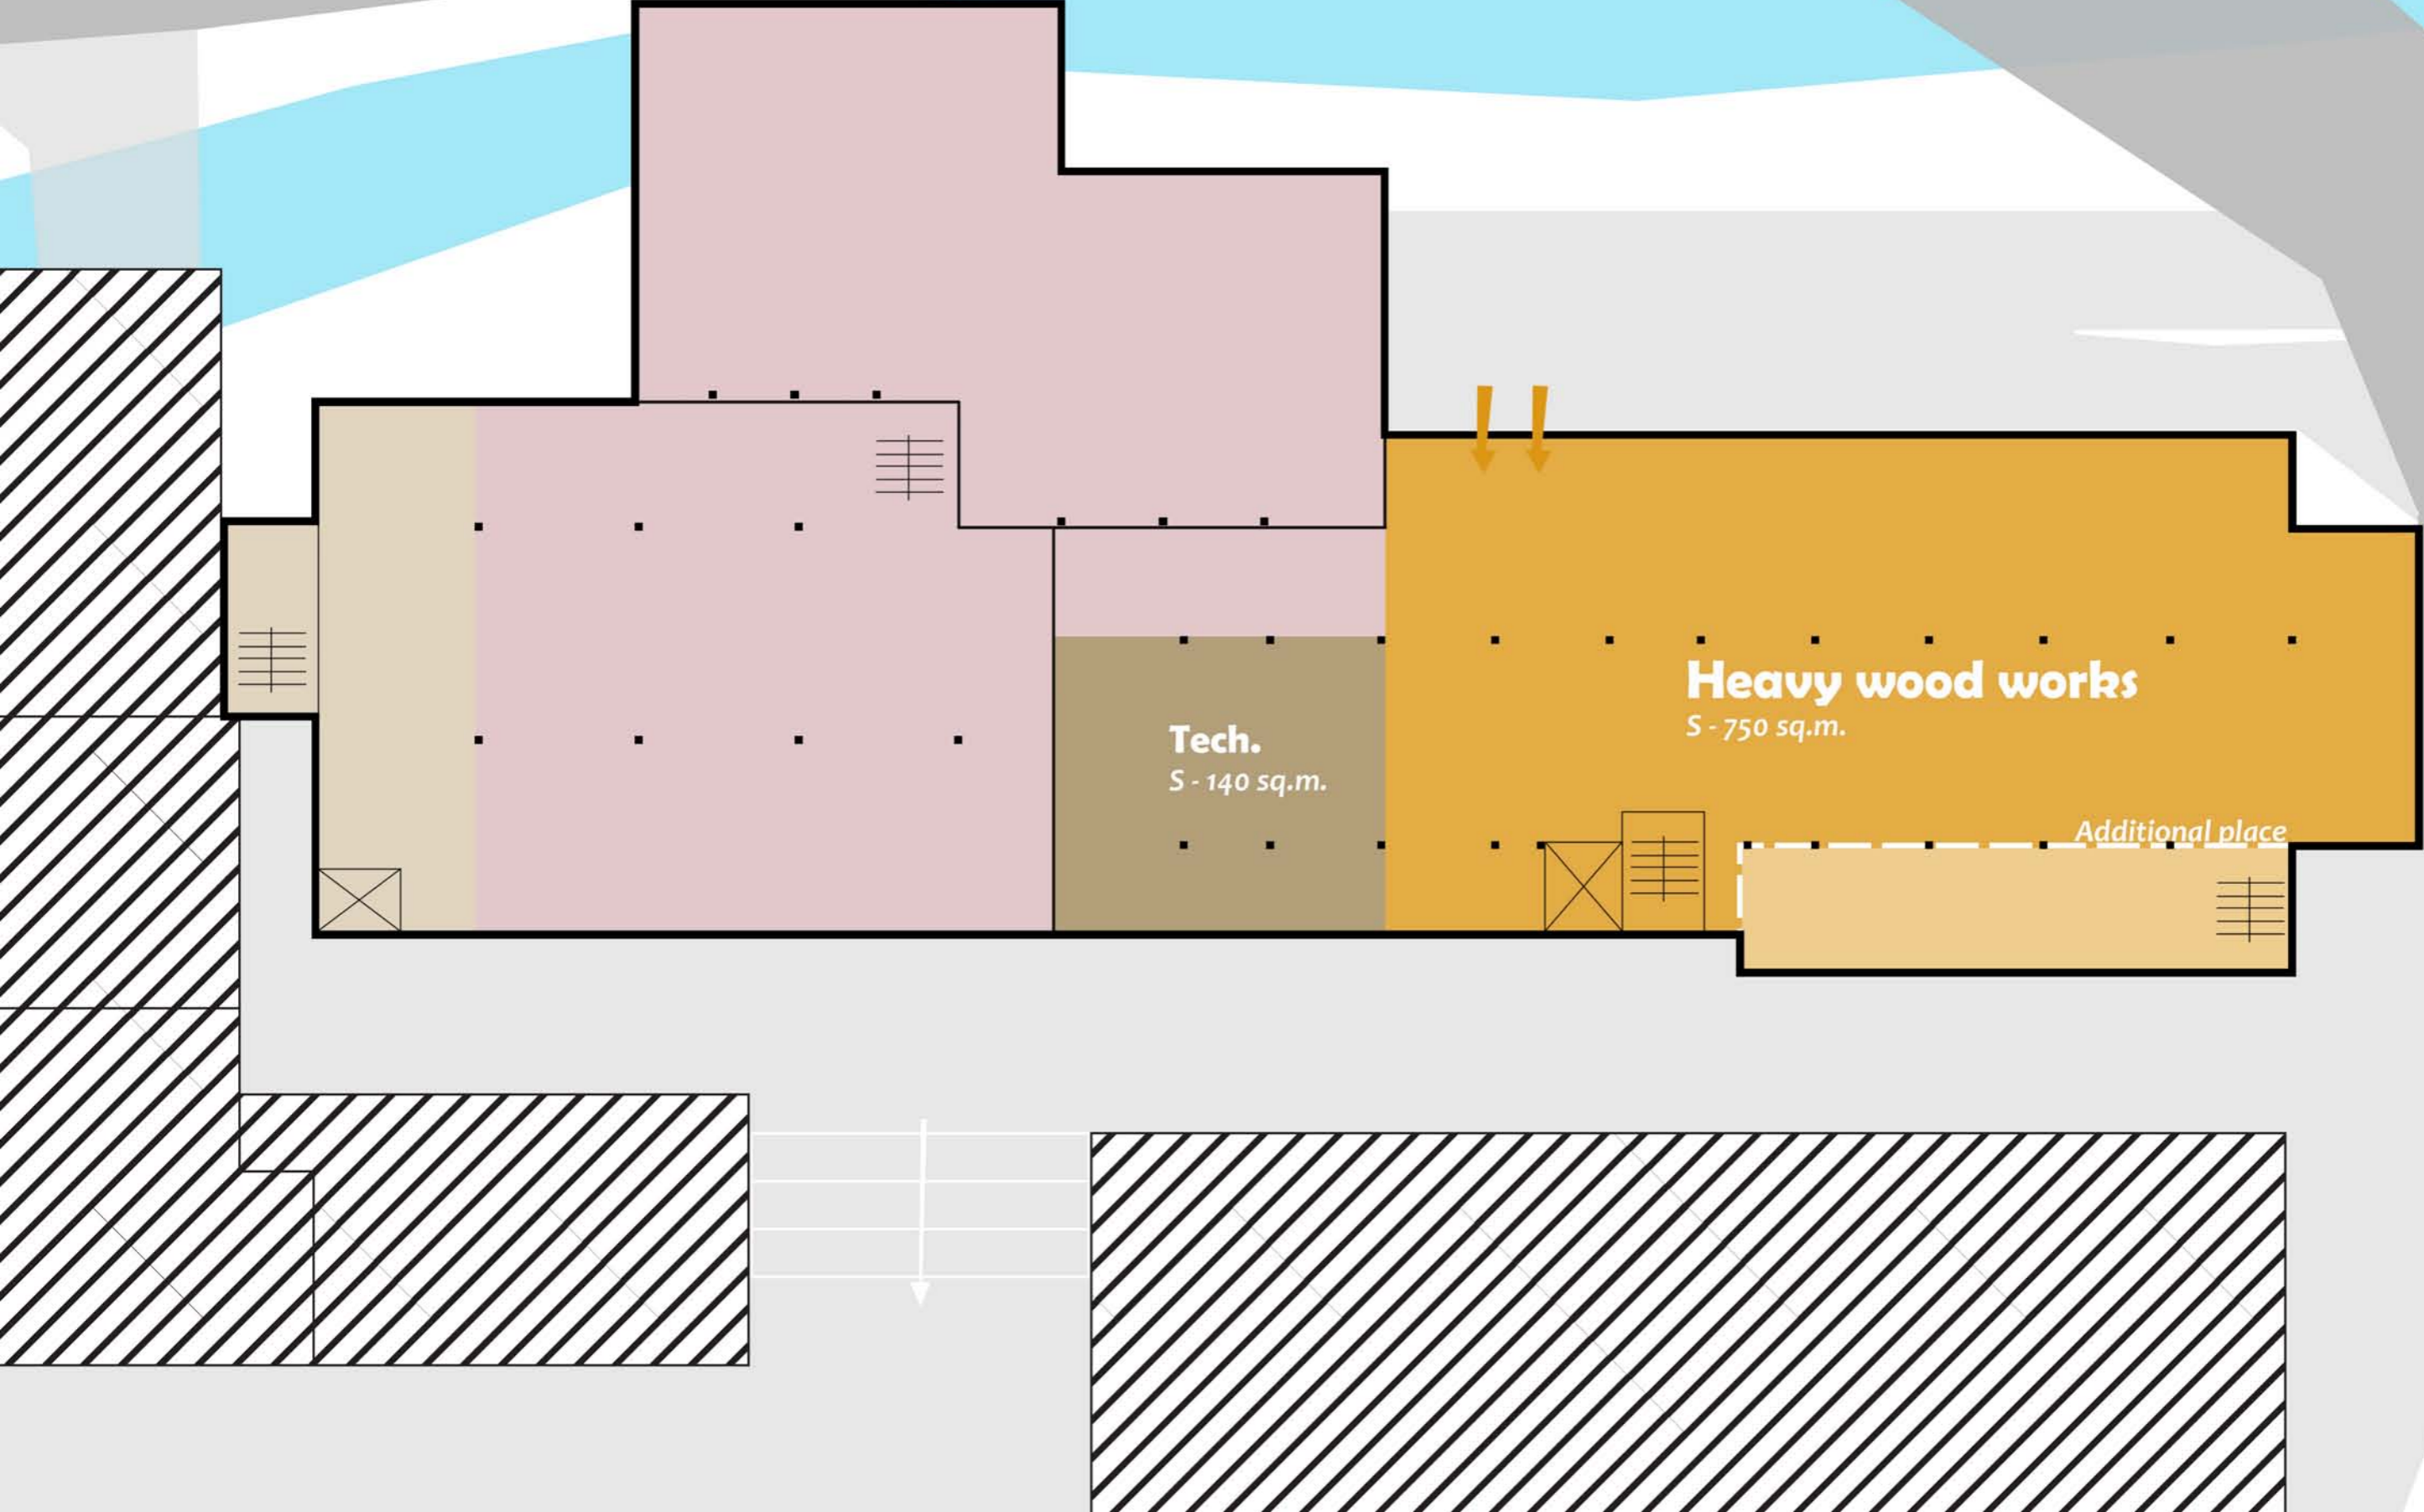 Heavy wood works
S - 750 sq.m.
Tech.
S - 140 sq.m.
Additional place